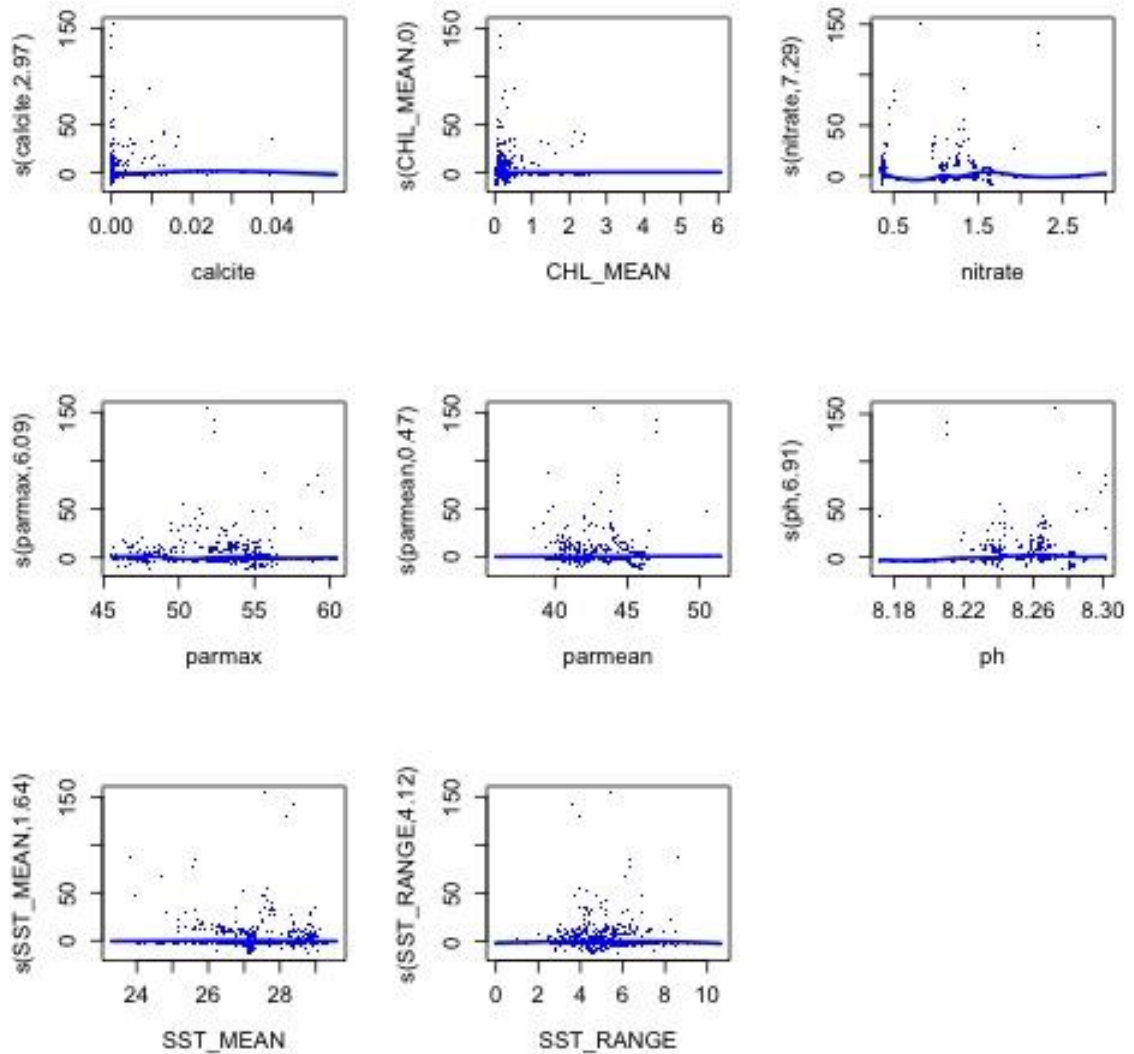 s(calcite,2.97)
0 50 150
0.00 0.02 0.04
calcite
s(CHL_MEAN,0)
0 50 150
0 1 2 3 4 5 6
CHL_MEAN
s(nitrate,7.29)
0 50 150
0.5 1.5 2.5
nitrate
s(parmax,6.09)
0 50 150
45 50 55 60
parmax
s(parmean,0.47)
0 50 150
40 45 50
parmean
s(ph,6.91)
0 50 150
8.18 8.22 8.26 8.30
ph
s(SST_MEAN,1.64)
0 50 150
24 26 28
SST_MEAN
s(SST_RANGE,4.12)
0 50 150
0 2 4 6 8 10
SST_RANGE